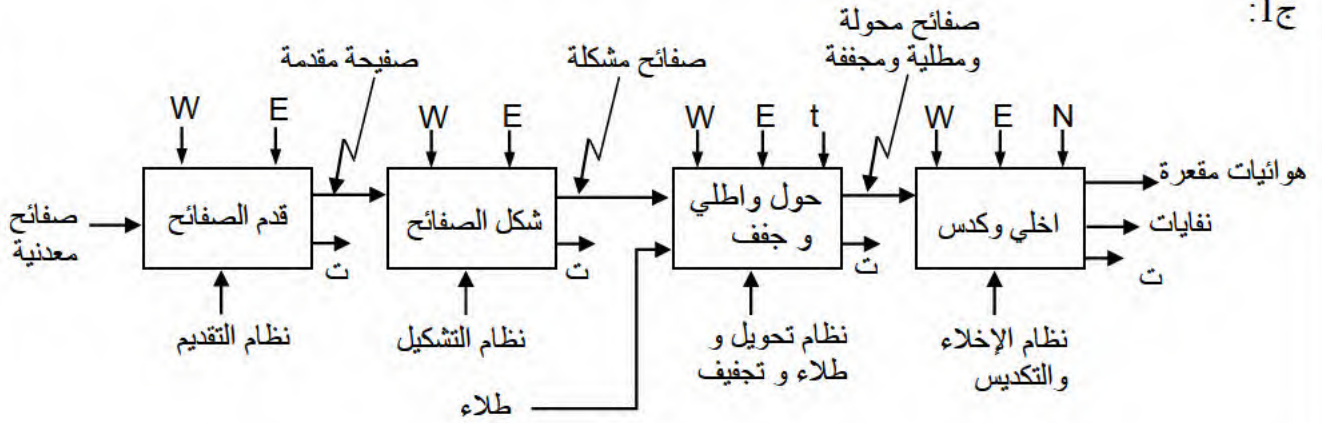 ج1:
صفائح محولة
ومطلية ومجففة
صفائح مشكلة
صفيحة مقدمة
W E
W E
W E t
W E N
صفائح
معدنية
قدم الصفائح
شكل الصفائح
حول واطلي
و جفف
اخلي وكدس
هوائيات مقعرة
نفايات
ت
ت
ت
ت
نظام التقديم
نظام التشكيل
نظام تحويل و
طلاء و تجفيف
نظام الإخلاء
والتكديس
طلاء